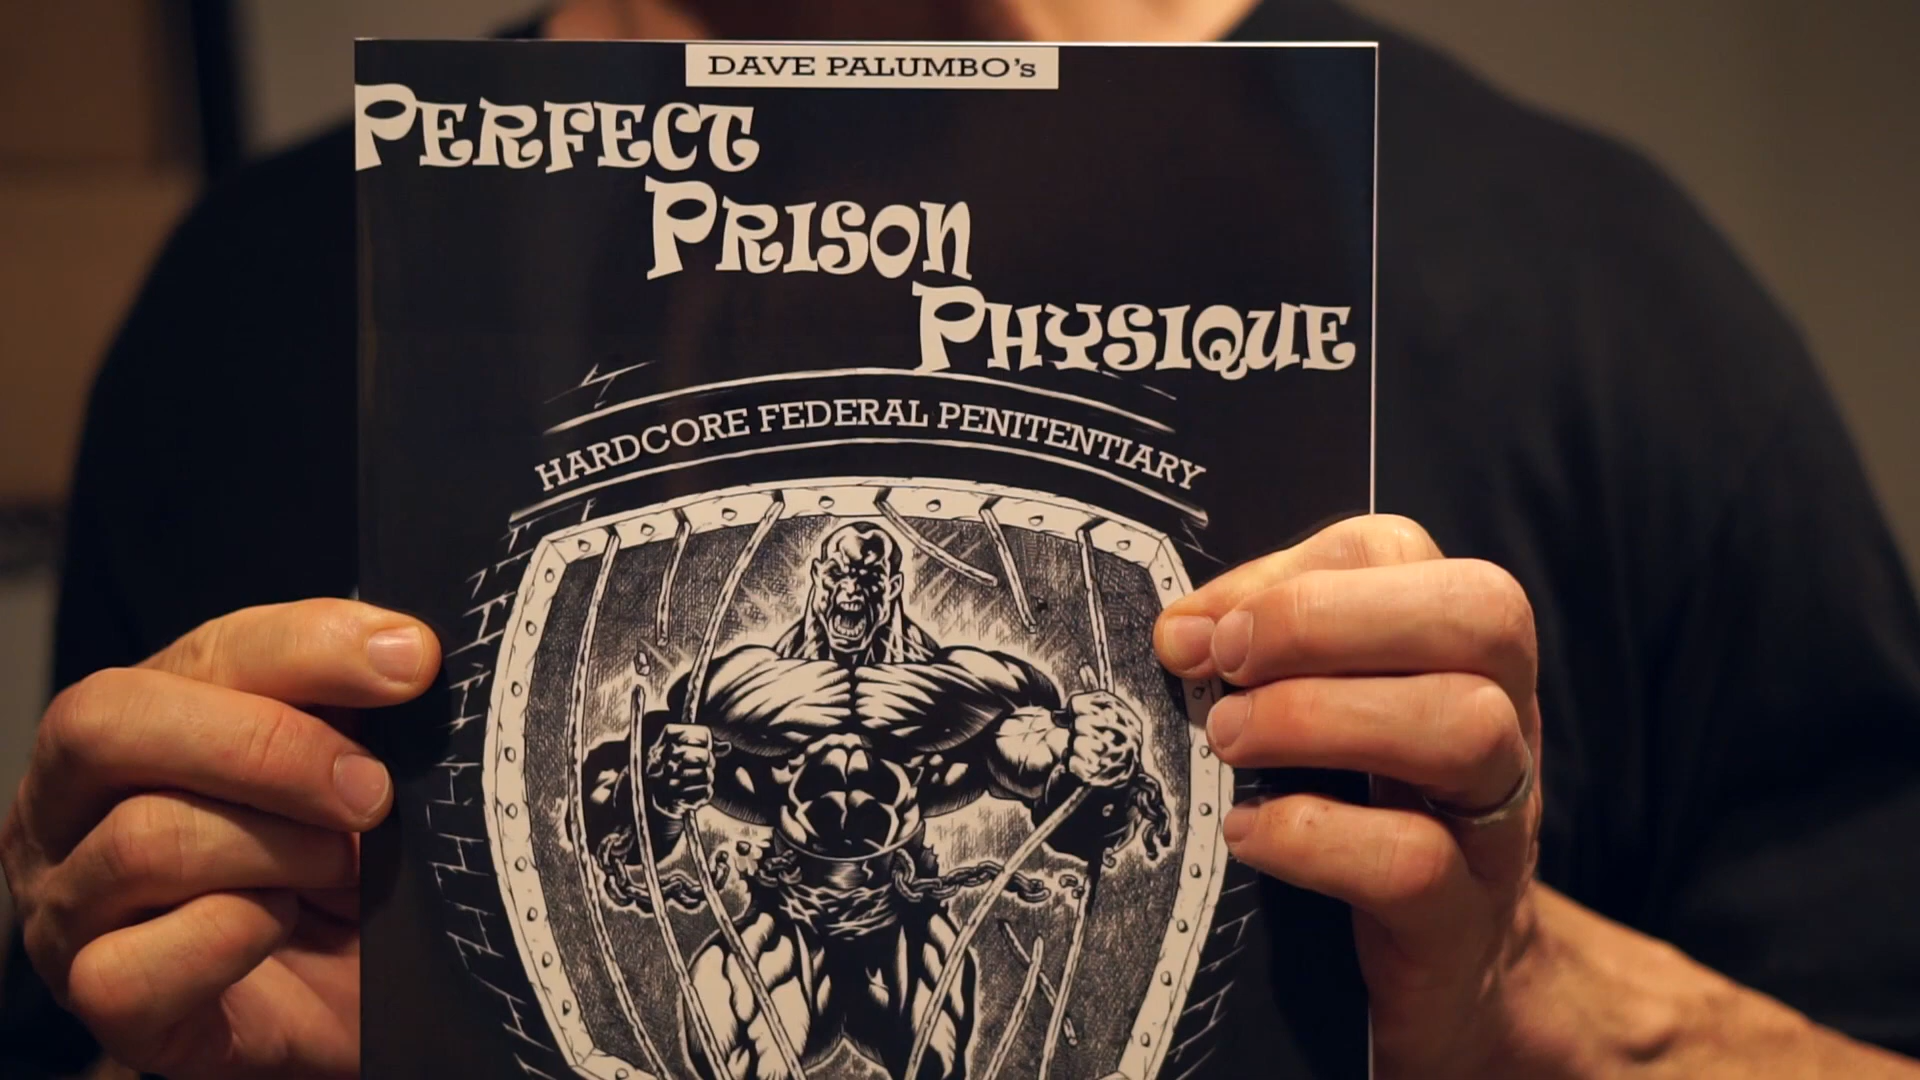 DAVE PALUMBO's
PERFECT
PRISON
PHYSIQUE
HARDCORE FEDERAL PENITENTIARY